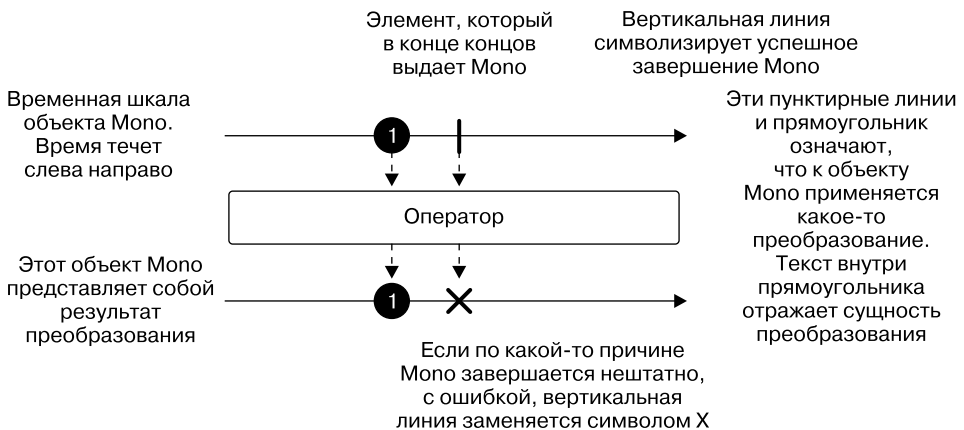 Элемент, который
в конце концов
выдает Mono
Вертикальная линия
символизирует успешное
завершение Mono
Временная шкала
объекта Mono.
Время течет
слева направо
1
Эти пунктирные линии
и прямоугольник
означают,
что к объекту
Mono применяется
какое-то
преобразование.
Текст внутри
прямоугольника
отражает сущность
преобразования
Оператор
Этот объект Mono
представляет собой
результат
преобразования
1
Если по какой-то причине
Mono завершается нештатно,
с ошибкой, вертикальная
линия заменяется символом X